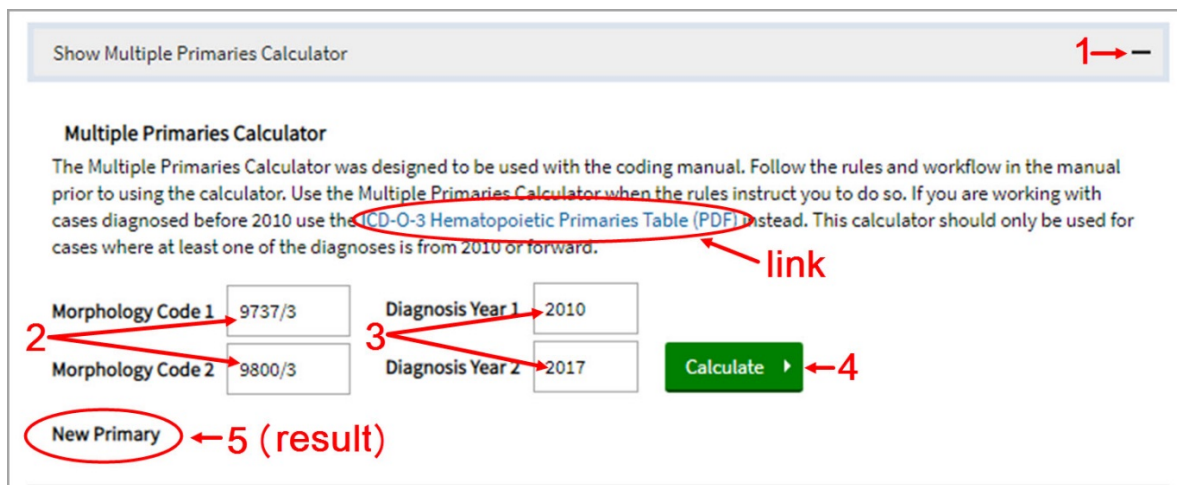 Show Multiple Primaries Calculator 1
Multiple Primaries Calculator
The Multiple Primaries Calculator was designed to be used with the coding manual. Follow the rules and workflow in the manual
prior to using the calculator. Use the Multiple Primaries Calculator when the rules instruct you to do so. If you are working with
cases diagnosed before 2010 use the ICD-O-3 Hematopoietic Primaries Table (PDF) instead. This calculator should only be used for
cases where at least one of the diagnoses is from 2010 or forward.
link
Morphology Code 1 9737/3 Diagnosis Year 1 2010
2 3
Morphology Code 2 9800/3 Diagnosis Year 2 2017 Calculate 4
New Primary 5 (result)